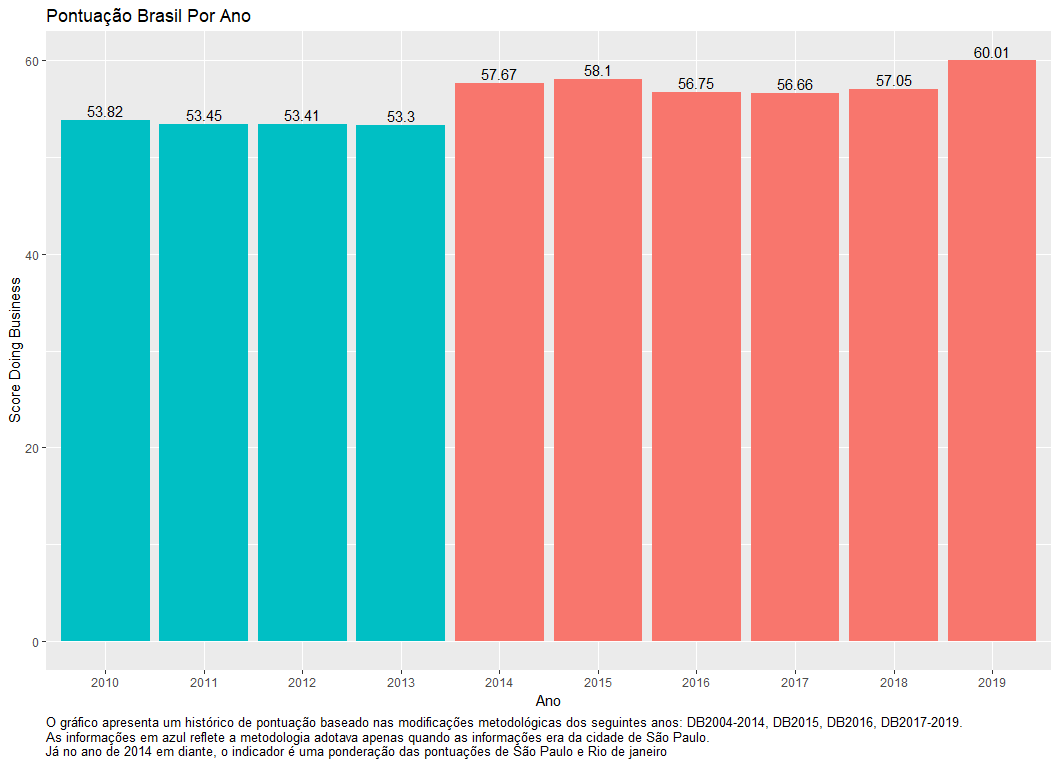 Pontuação Brasil Por Ano
60.01
58.1
57.67
57.05
56.75
56.66
53.82
53.45
53.41
53.3
60
40
20
0
Score Doing Business
2010 2011 2012 2013 2014 2015 2016 2017 2018 2019
Ano
O gráfico apresenta um histórico de pontuação baseado nas modificações metodológicas dos seguintes anos: DB2004-2014, DB2015, DB2016, DB2017-2019.
As informações em azul reflete a metodologia adotava apenas quando as informações era da cidade de São Paulo.
Já no ano de 2014 em diante, o indicador é uma ponderação das pontuações de São Paulo e Rio de janeiro